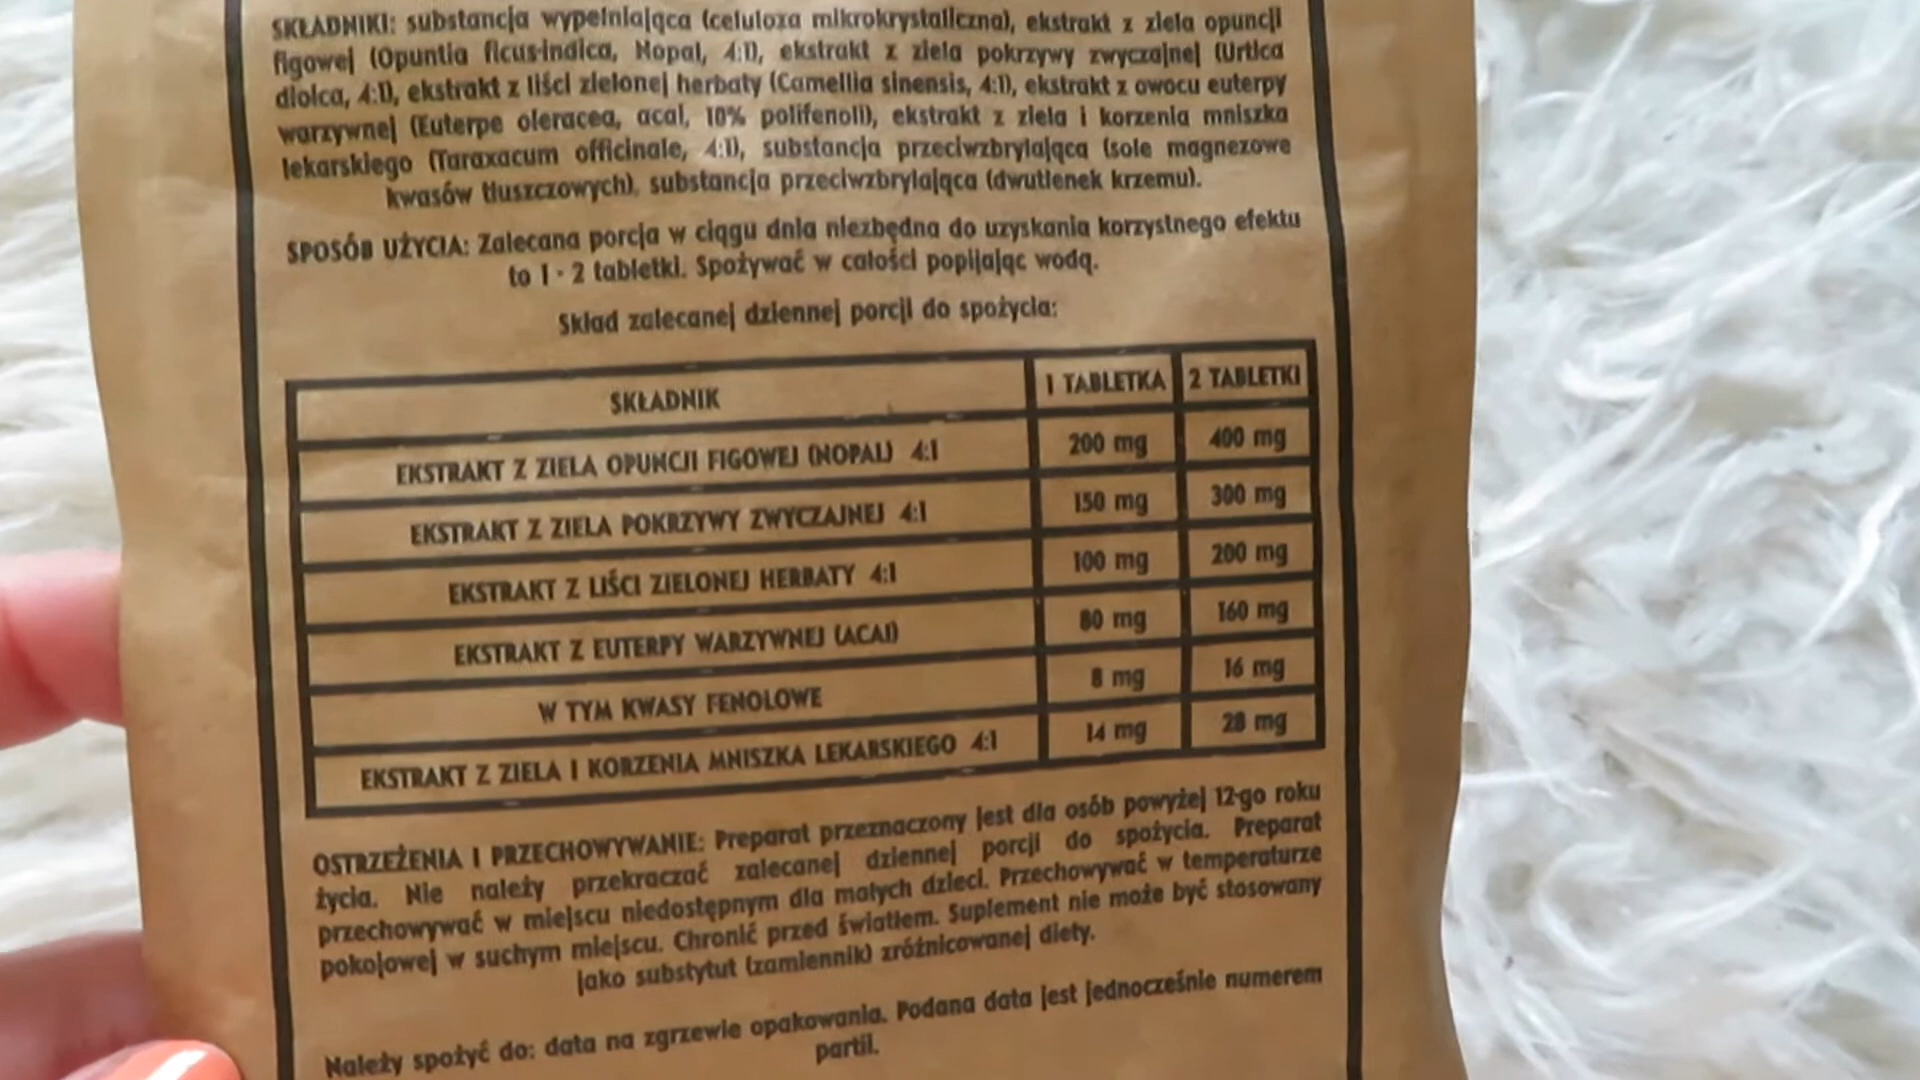 SKŁADNIKI: substancja wypełniająca (celuloza mikrokrystaliczna), ekstrakt z ziela opuncji
figowej (Opuntia ficus-indica, Nopal, 4:1), ekstrakt z ziela pokrzywy zwyczajnej (Urtica
dioica, 4:1), ekstrakt z liści zielonej herbaty (Camellia sinensis, 4:1), ekstrakt z owocu euterpy
warzywnej (Euterpe oleracea, acai, 10% polifenoli), ekstrakt z ziela i korzenia mniszka
lekarskiego (Taraxacum officinale, 4:1), substancja przeciwzbrylająca (sole magnezowe
kwasów tłuszczowych), substancja przeciwzbrylająca (dwutlenek krzemu).
SPOSÓB UŻYCIA: Zalecana porcja w ciągu dnia niezbędna do uzyskania korzystnego efektu
to 1 - 2 tabletki. Spożywać w całości popijając wodą.
Skład zalecanej dziennej porcji do spożycia:
SKŁADNIK 1 TABLETKA 2 TABLETKI
EKSTRAKT Z ZIELA OPUNCJI FIGOWEJ (NOPAL) 4:1 200 mg 400 mg
EKSTRAKT Z ZIELA POKRZYWY ZWYCZAJNEJ 4:1 150 mg 300 mg
EKSTRAKT Z LIŚCI ZIELONEJ HERBATY 4:1 100 mg 200 mg
EKSTRAKT Z EUTERPY WARZYWNEJ (ACAI) 80 mg 160 mg
W TYM KWASY FENOLOWE 8 mg 16 mg
EKSTRAKT Z ZIELA I KORZENIA MNISZKA LEKARSKIEGO 4:1 14 mg 28 mg
OSTRZEŻENIA I PRZECHOWYWANIE: Preparat przeznaczony jest dla osób powyżej 12-go roku
życia. Nie należy przekraczać zalecanej dziennej porcji do spożycia. Preparat
przechowywać w miejscu niedostępnym dla małych dzieci. Przechowywać w temperaturze
pokojowej w suchym miejscu. Chronić przed światłem. Suplement nie może być stosowany
jako substytut (zamiennik) zróżnicowanej diety.
Należy spożyć do: data na zgrzewie opakowania. Podana data jest jednocześnie numerem
partii.